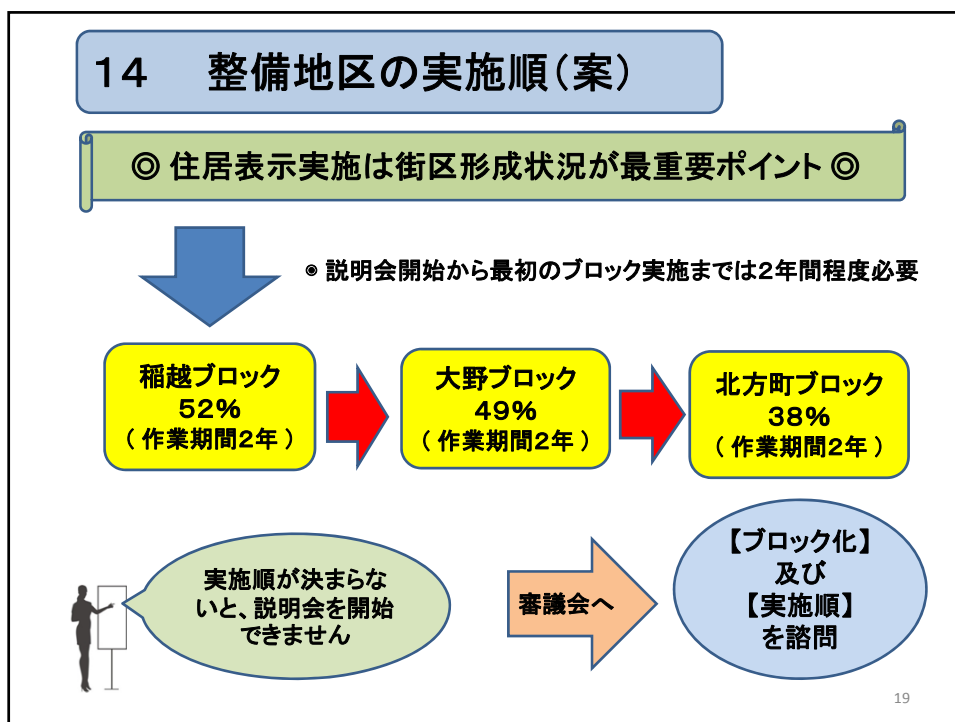 １４　整備地区の実施順（案）
◎ 住居表示実施は街区形成状況が最重要ポイント ◎
◉ 説明会開始から最初のブロック実施までは２年間程度必要
稲越ブロック
５２％
（ 作業期間２年 ）
大野ブロック
４９％
（ 作業期間２年 ）
北方町ブロック
３８％
（ 作業期間２年 ）
実施順が決まらな
いと、説明会を開始
できません
審議会へ
【ブロック化】
及び
【実施順】
を諮問
19